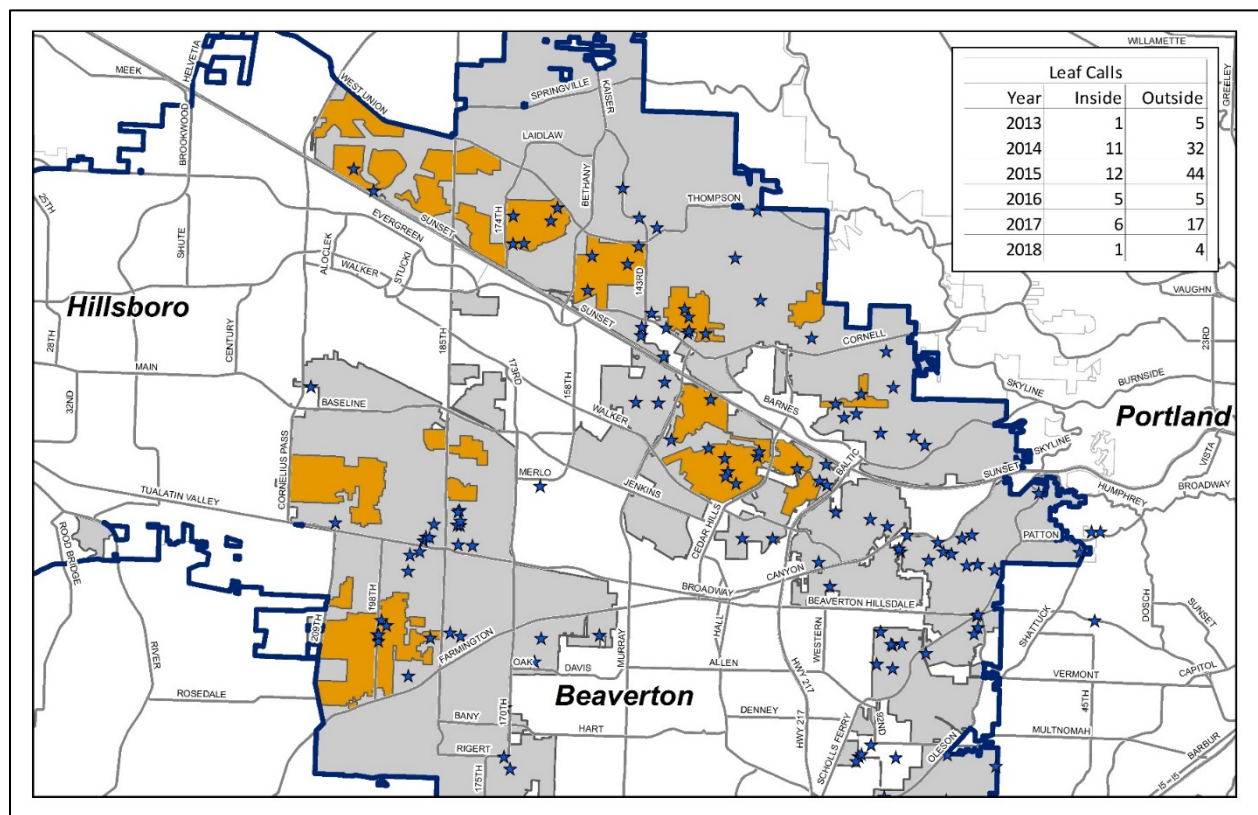 WILLAMETTE
GREELEY
HELVETIA
MEEK
WEST UNION
SPRINGVILLE
KAISER
BROOKWOOD
LAIDLAW
BETHANY
THOMPSON
174TH
25TH
SHUTE
EVERGREEN
SUNSET
ALOCLEK
STUCKI
WALKER
143RD
Leaf Calls
Year Inside Outside
2013 1 5
2014 11 32
2015 12 44
2016 5 5
2017 6 17
2018 1 4
VAUGHN
Hillsboro
SUNSET
28TH
CENTURY
185TH
173RD
158TH
CORNELL
23RD
MAIN
32ND
BASELINE
WALKER
BARNES
SKYLINE
BURNSIDE
Portland
CORNELIUS PASS
MERLO
BALTIC
SUNSET
SKYLINE
VISTA
TUALATIN VALLEY
JENKINS
CEDAR HILLS
HUMPHREY
BROADWAY
ROOD BRIDGE
CANYON
PATTON
BROADWAY
198TH
BEAVERTON HILLSDALE
209TH
FARMINGTON
HALL
WESTERN
SHATTUCK
DOSCH
SUNSET
RIVER
MURRAY
OAK
DAVIS
ALLEN
HWY 217
VERMONT
CAPITOL
ROSEDALE
Beaverton
BANY
170TH
HART
DENNEY
HWY 217
92ND
45TH
MULTNOMAH
RIGERT
175TH
SCHOLLS FERRY
OLESON
BARBUR
I5 = I5